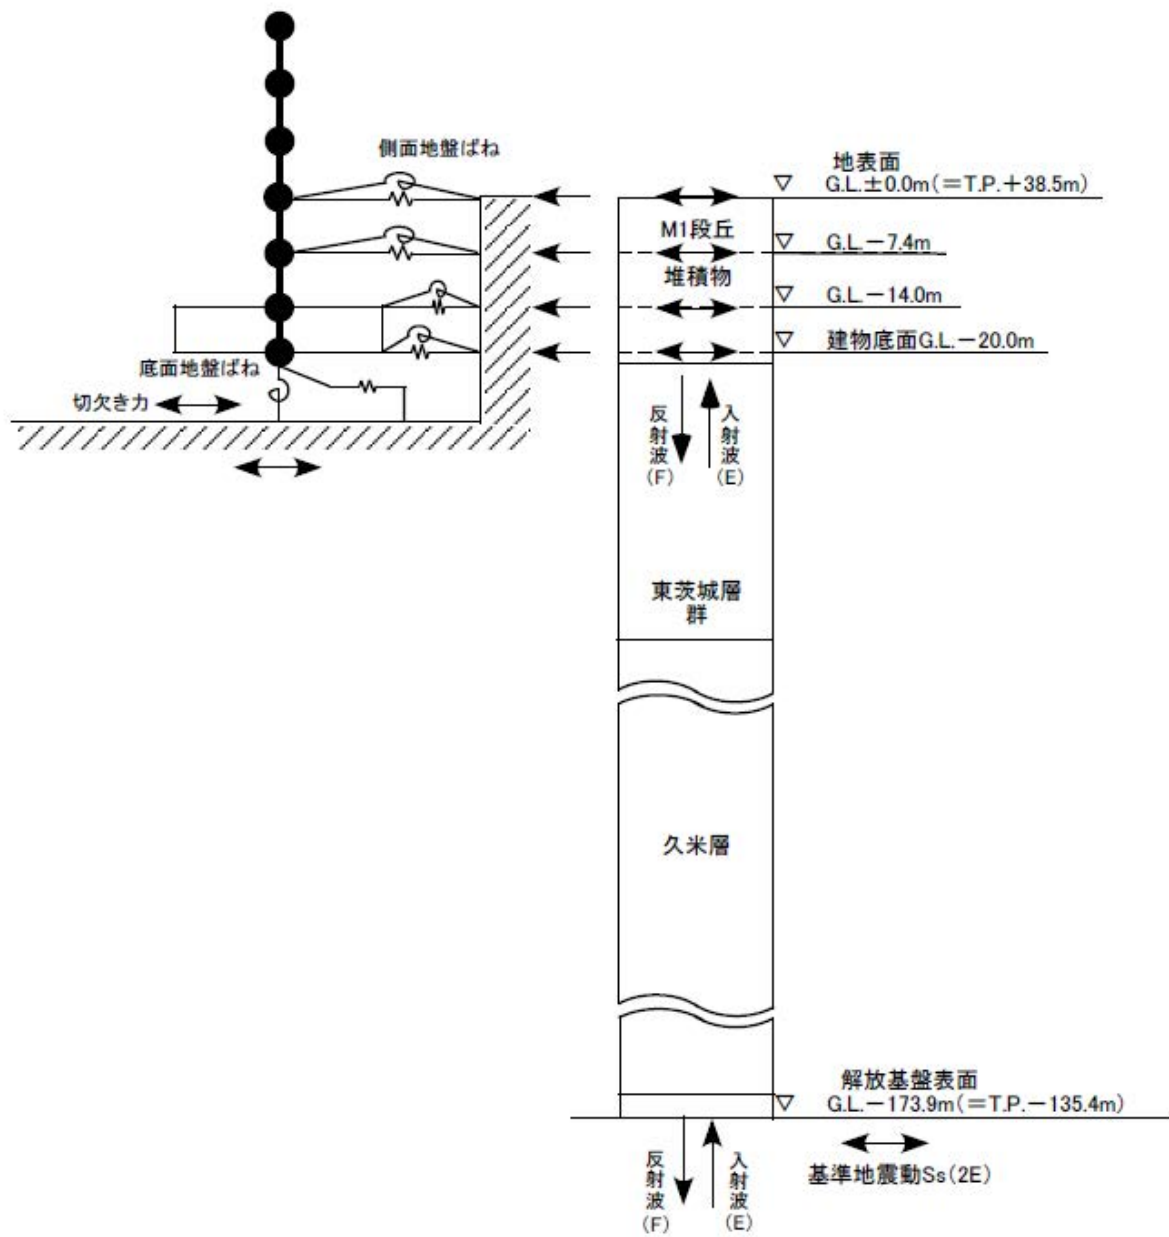 側面地盤ばね
地表面
G.L.±0.0m(=T.P.+38.5m)
M1段丘
G.L.-7.4m
堆積物
G.L.-14.0m
建物底面G.L.-20.0m
底面地盤ばね
切欠き力
反射波(F)
入射波(E)
東茨城層
群
久米層
解放基盤表面
G.L.-173.9m(=T.P.-135.4m)
反射波(F)
入射波(E)
基準地震動Ss(2E)